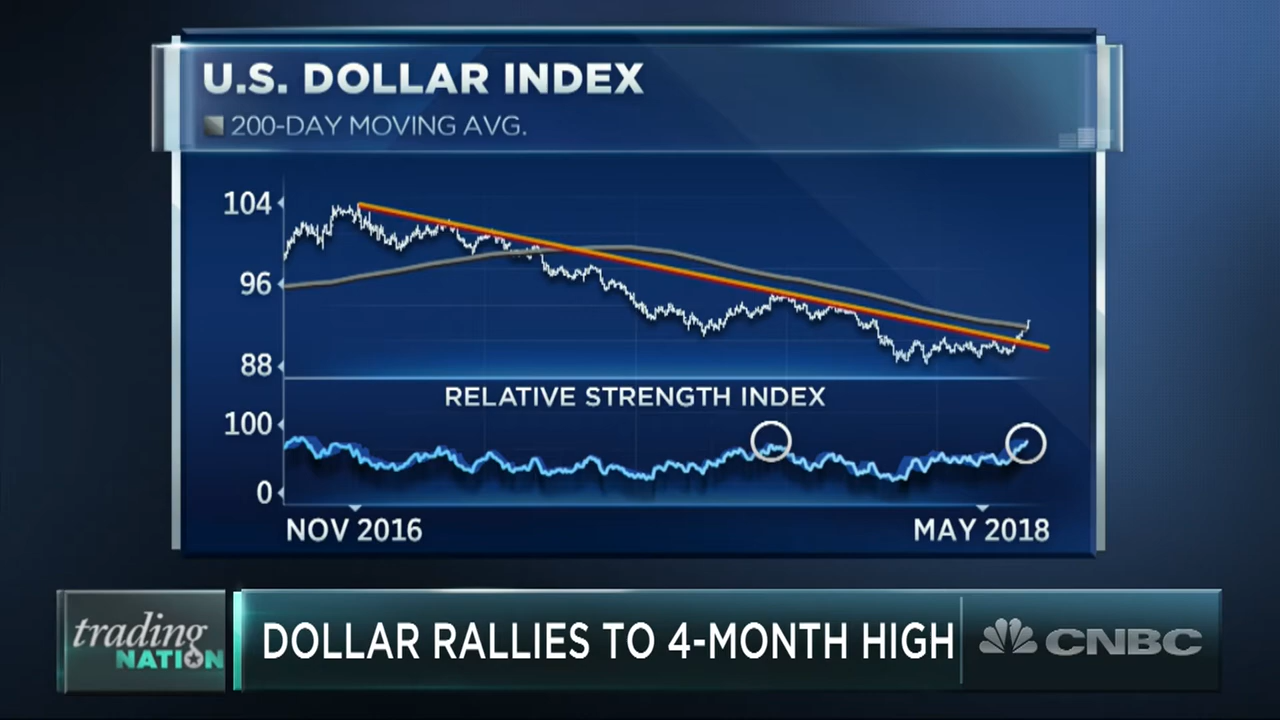 U.S. DOLLAR INDEX
200-DAY MOVING AVG.
104
96
88
RELATIVE STRENGTH INDEX
100
0
NOV 2016 MAY 2018
trading
NATION
DOLLAR RALLIES TO 4-MONTH HIGH
CNBC